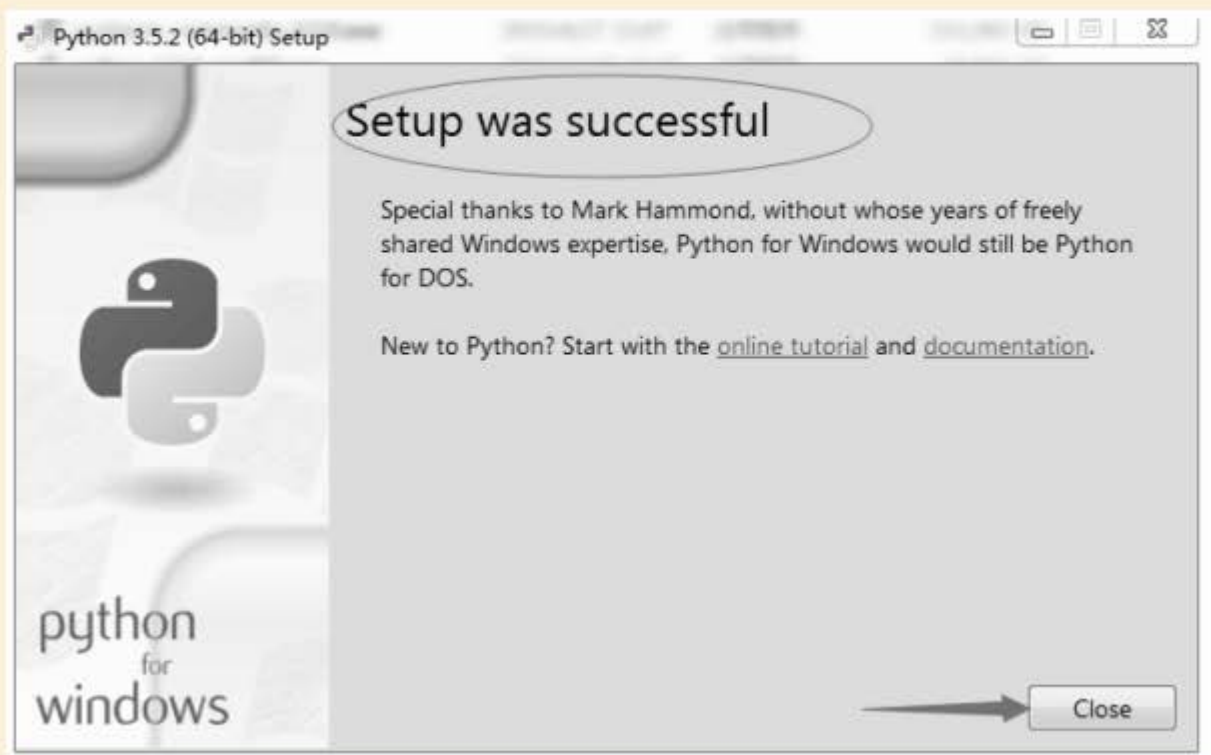 Python 3.5.2 (64-bit) Setup
Setup was successful
Special thanks to Mark Hammond, without whose years of freely
shared Windows expertise, Python for Windows would still be Python
for DOS.
New to Python? Start with the online tutorial and documentation.
python
for
windows
Close